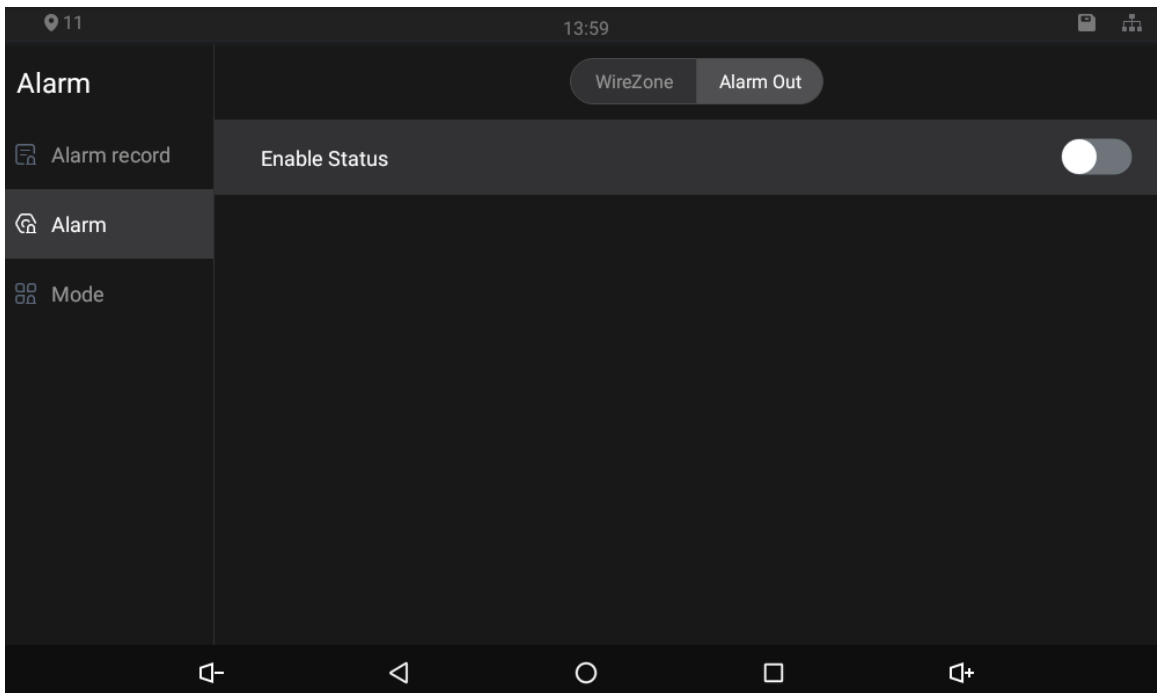 11
13:59
Alarm
WireZone
Alarm Out
Alarm record
Enable Status
Alarm
Mode